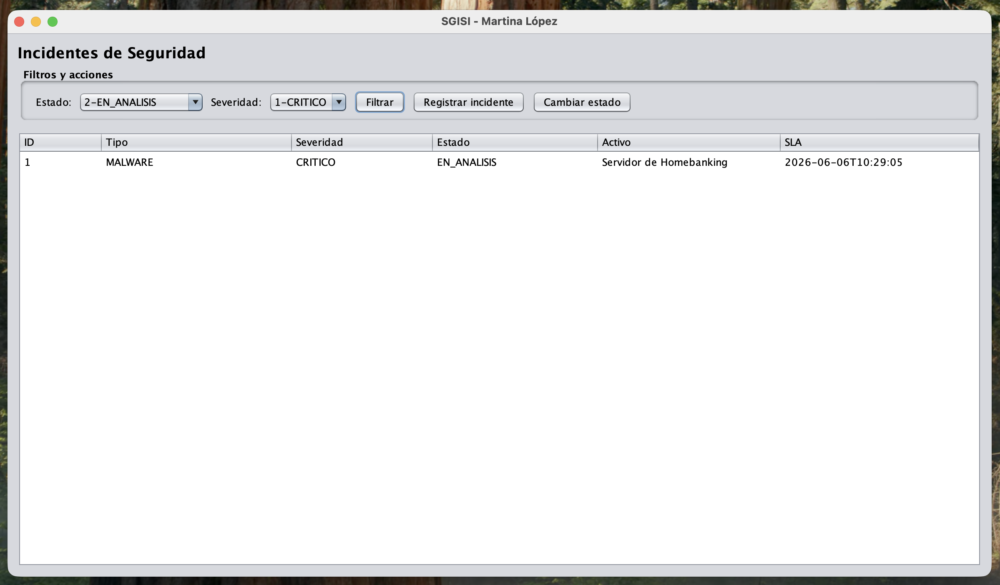 SGISI - Martina López
Incidentes de Seguridad
Filtros y acciones
Estado: 2-EN_ANALISIS Severidad: 1-CRITICO Filtrar Registrar incidente Cambiar estado
ID Tipo Severidad Estado Activo SLA
1 MALWARE CRITICO EN_ANALISIS Servidor de Homebanking 2026-06-06T10:29:05